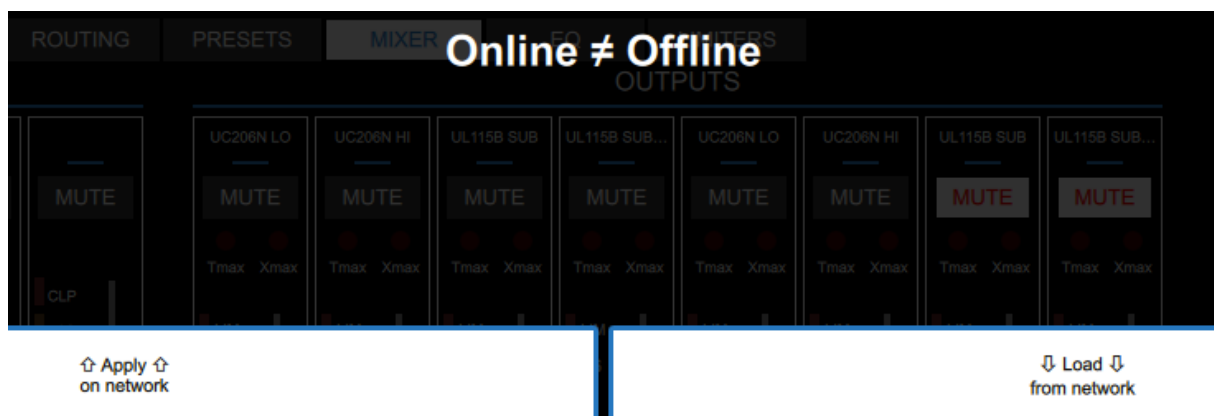 ROUTING PRESETS MIXER EQ LIMITERS
Online ≠ Offline
OUTPUTS
UC206N LO UC206N HI UL115B SUB UL115B SUB... UC206N LO UC206N HI UL115B SUB UL115B SUB...
MUTE MUTE MUTE MUTE MUTE MUTE MUTE MUTE MUTE
Tmax Xmax Tmax Xmax Tmax Xmax Tmax Xmax Tmax Xmax Tmax Xmax Tmax Xmax Tmax Xmax
CLP
⇧ Apply ⇧
on network
⇩ Load ⇩
from network